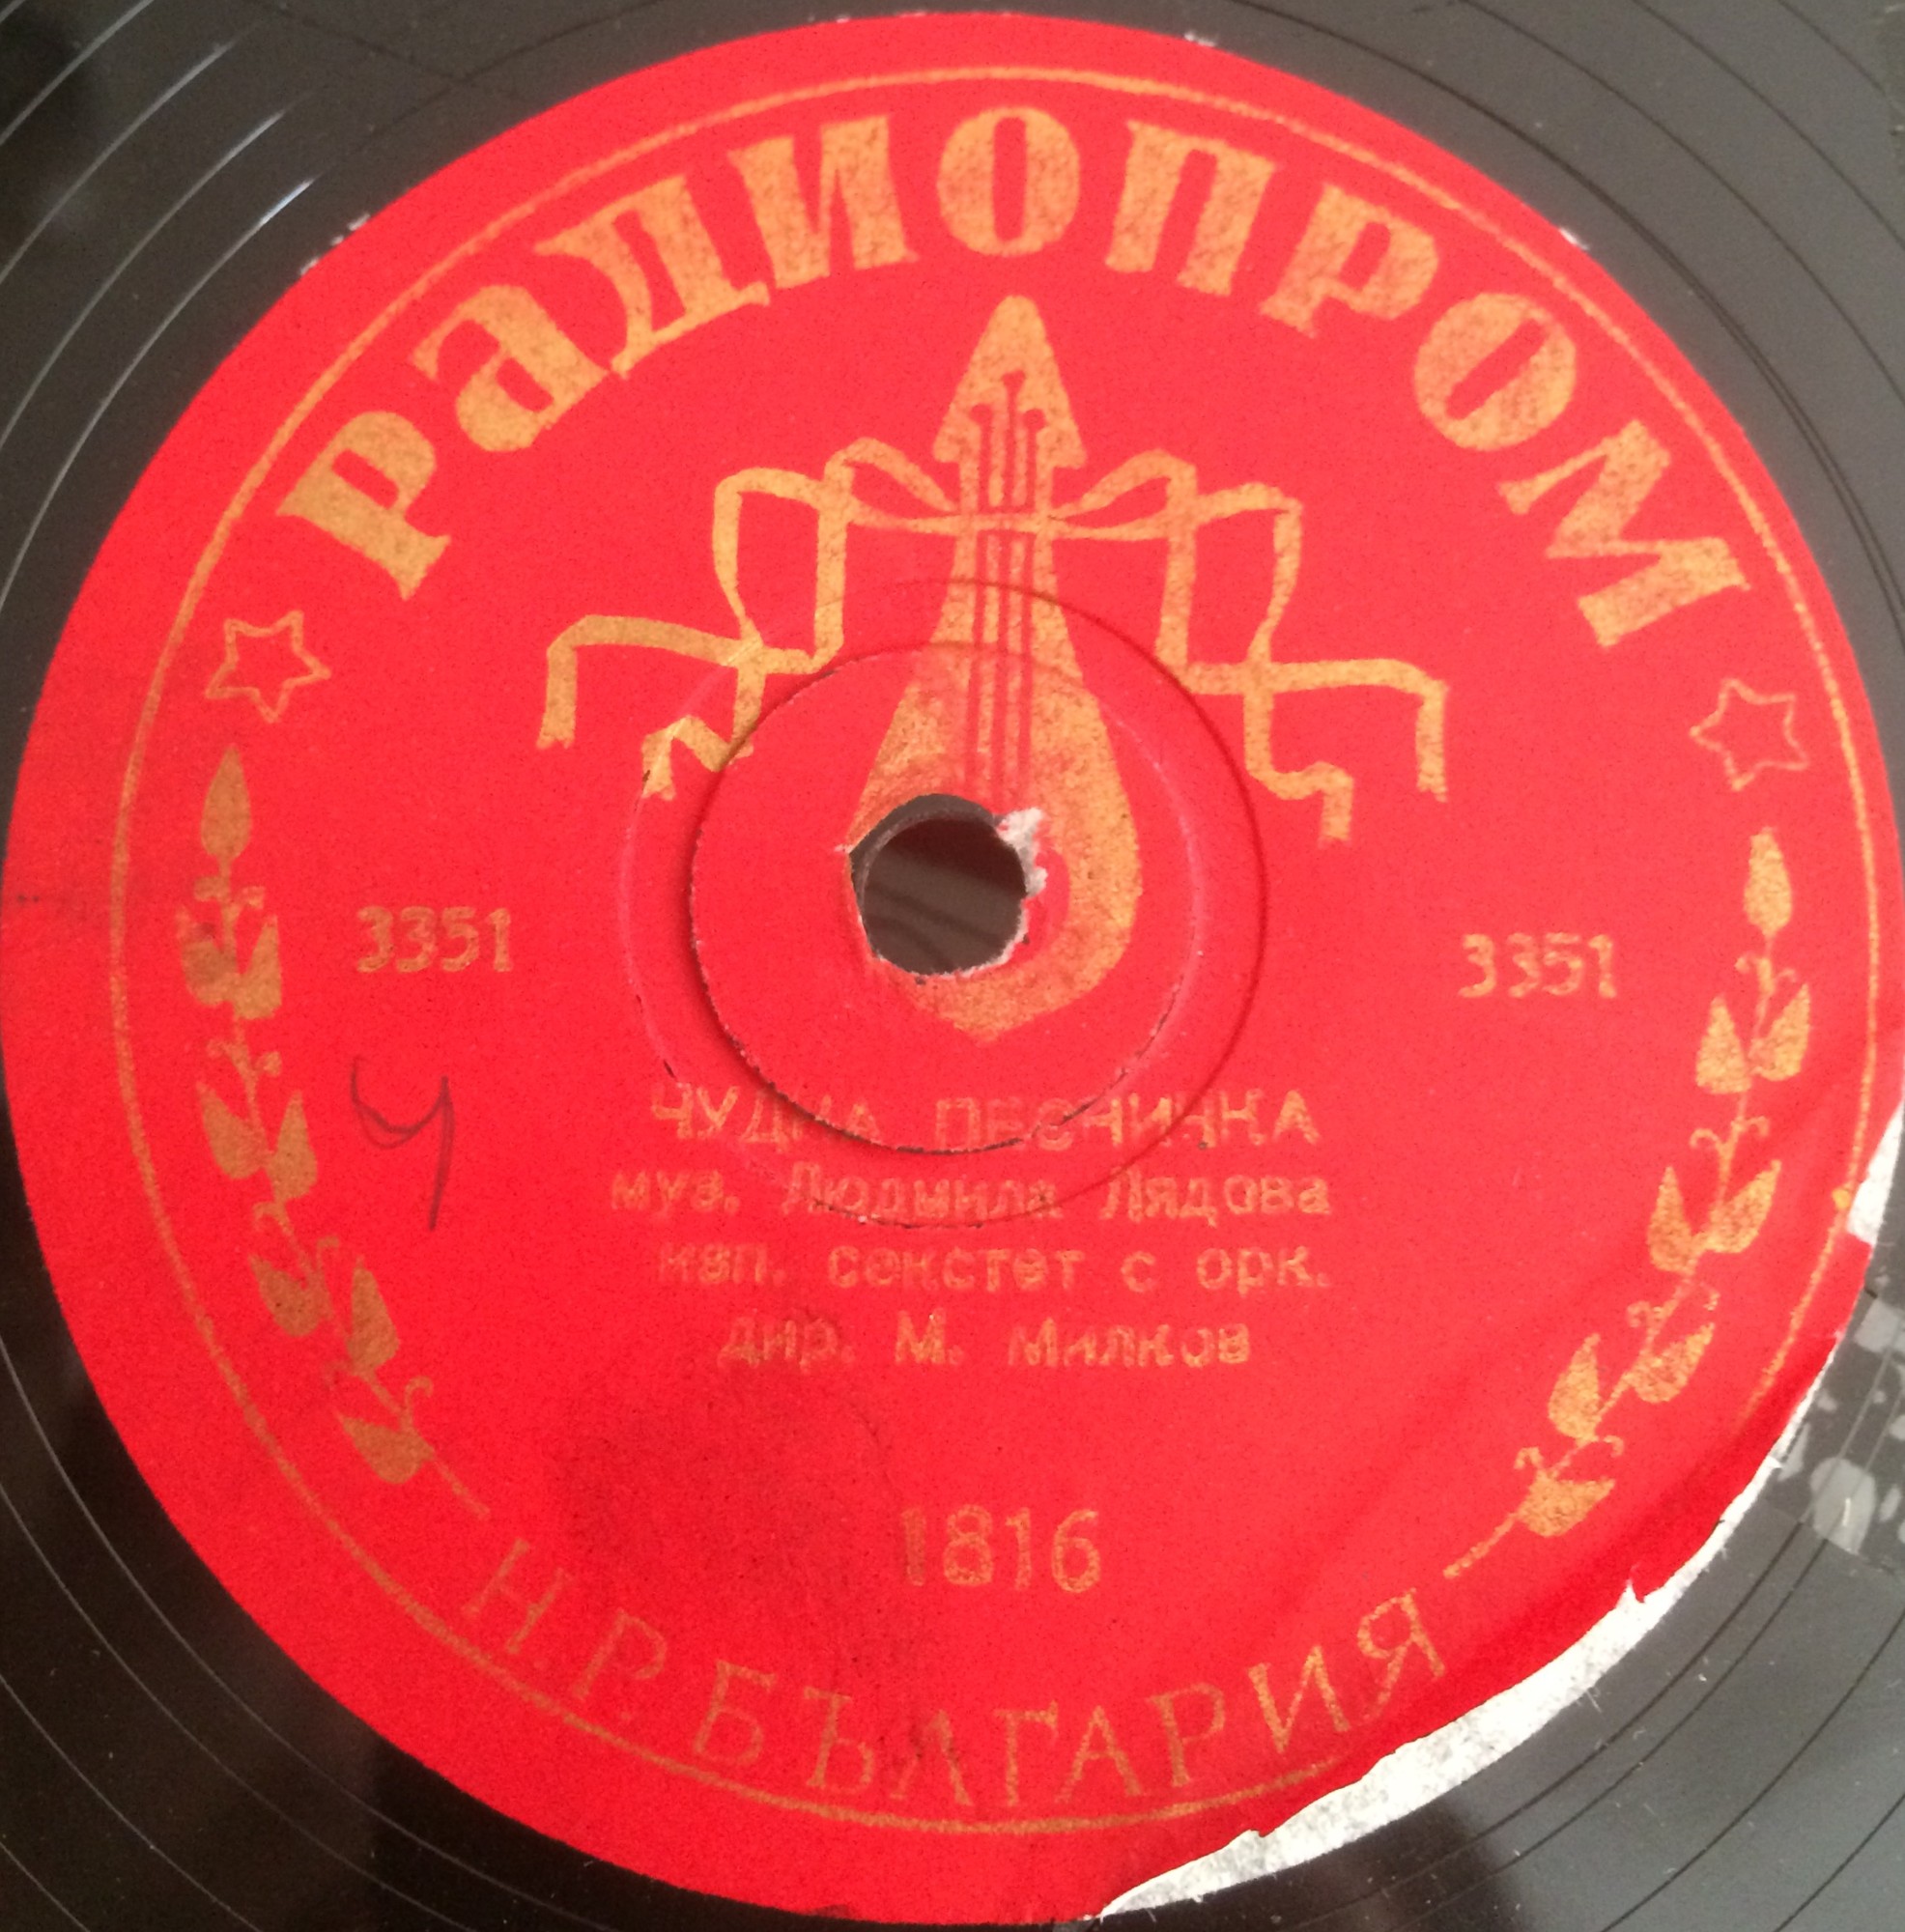 РАДИОПРОМ
3351 3351
Ч
ЧУДНА ПЕСНИЧКА
муз. Людмила Лядова
изп. секстет с орк.
дир. М. Милков
1816
Н.Р. БЪЛГАРИЯ